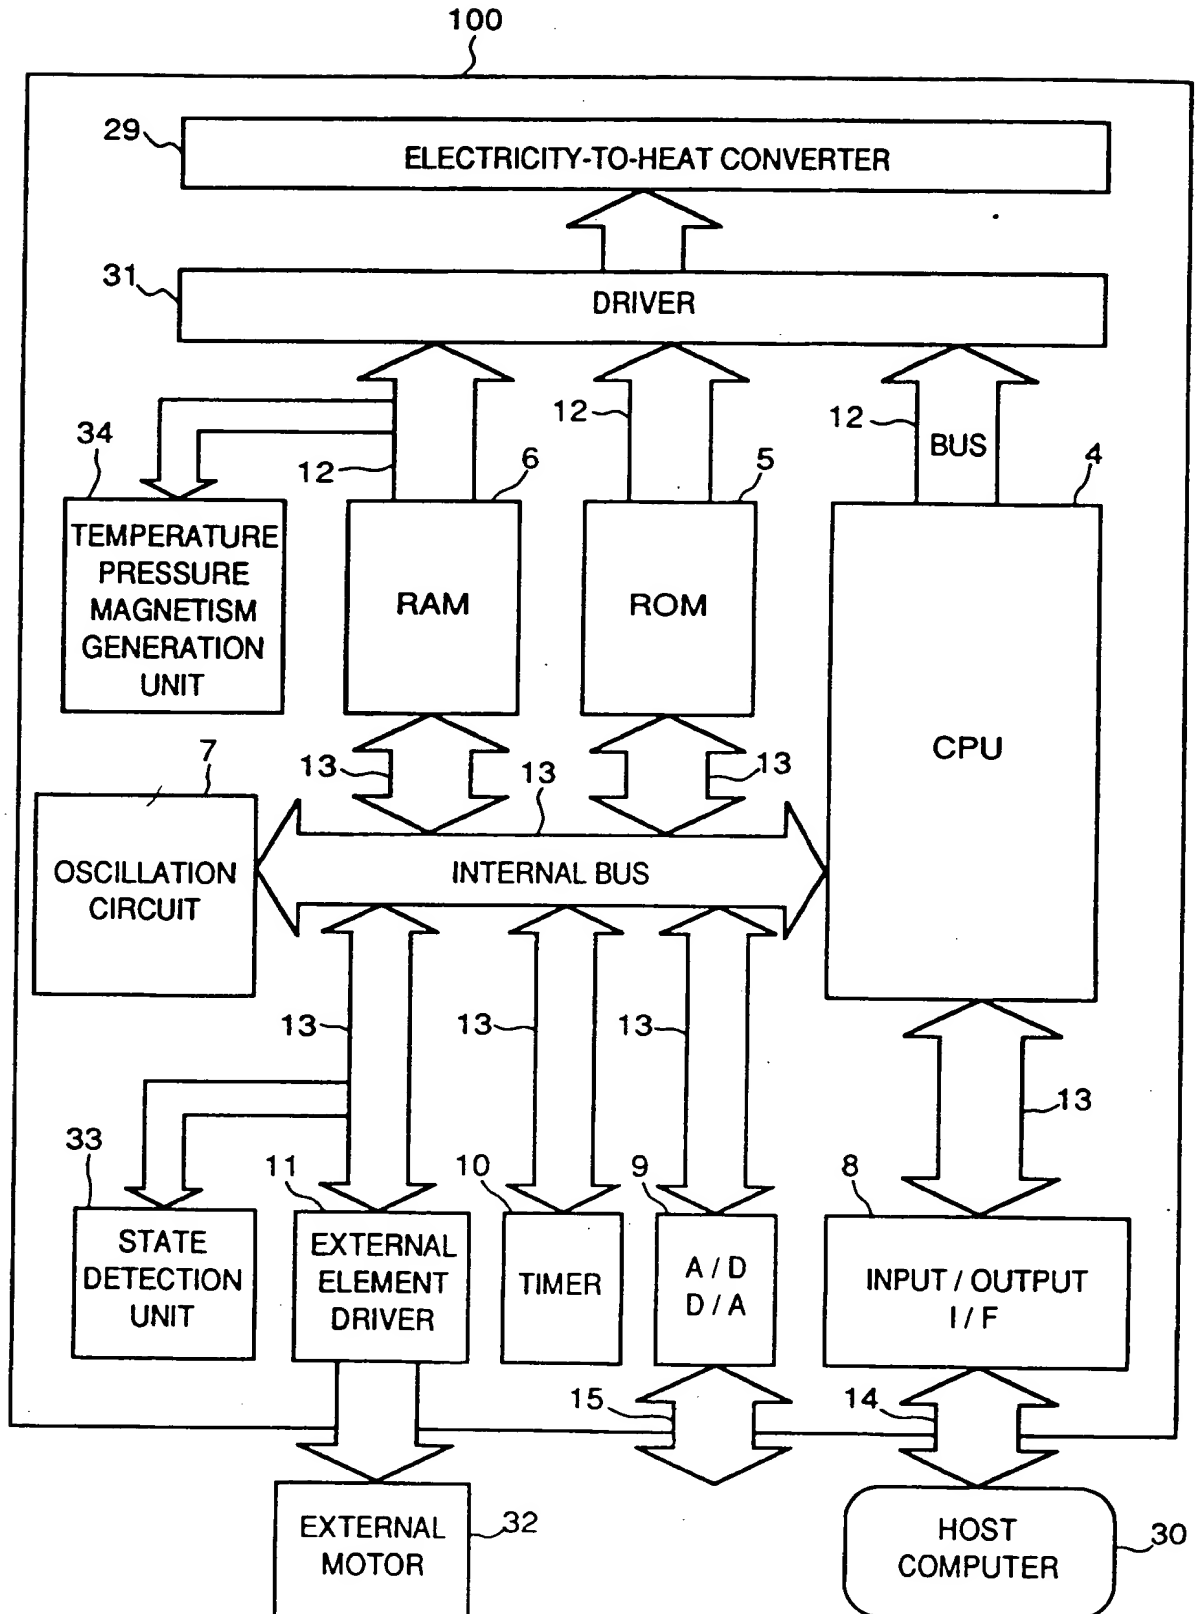 100
29
ELECTRICITY-TO-HEAT CONVERTER
31
DRIVER
12
12
12
BUS
34
6
5
4
TEMPERATURE
PRESSURE
MAGNETISM
GENERATION
UNIT
RAM
ROM
CPU
7
13
13
13
OSCILLATION
CIRCUIT
INTERNAL BUS
13
13
13
13
33
11
10
9
8
STATE
DETECTION
UNIT
EXTERNAL
ELEMENT
DRIVER
TIMER
A / D
D / A
INPUT / OUTPUT
I / F
15
14
EXTERNAL
MOTOR
32
HOST
COMPUTER
30